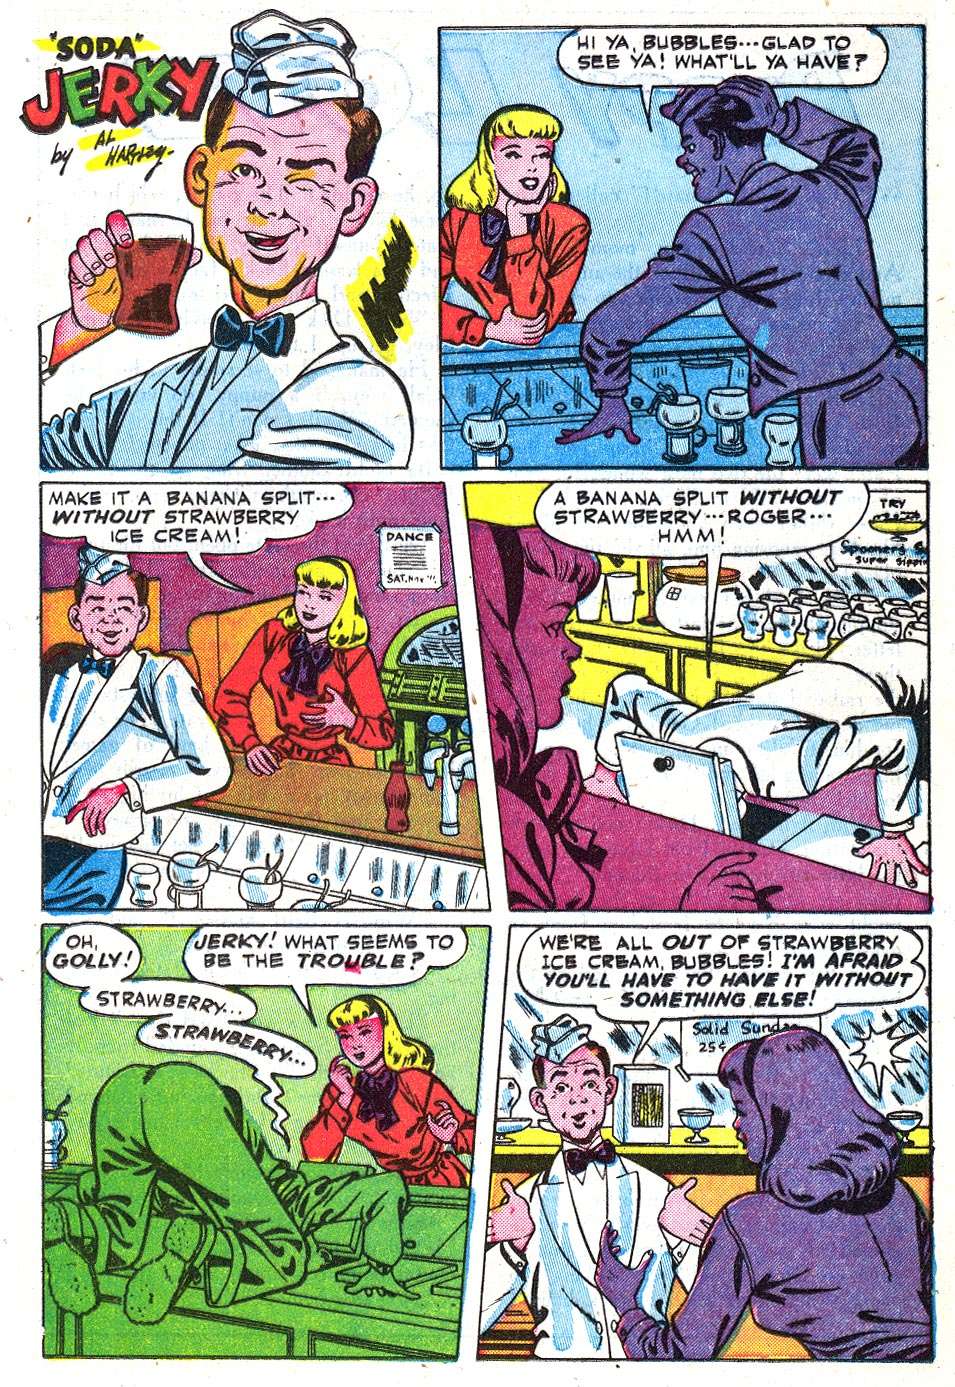 "SODA"
JERKY
by AL
HARTLEY
HI YA, BUBBLES---GLAD TO
SEE YA! WHAT'LL YA HAVE?
MAKE IT A BANANA SPLIT---
WITHOUT STRAWBERRY
ICE CREAM!
DANCE
SAT. Nov. 11
A BANANA SPLIT WITHOUT
STRAWBERRY---ROGER---
HMM!
TRY
Spooners
Super Sippin
OH,
GOLLY!
STRAWBERRY...
STRAWBERRY...
JERKY! WHAT SEEMS TO
BE THE TROUBLE?
WE'RE ALL OUT OF STRAWBERRY
ICE CREAM, BUBBLES! I'M AFRAID
YOU'LL HAVE TO HAVE IT WITHOUT
SOMETHING ELSE!
Solid Sundae
25¢